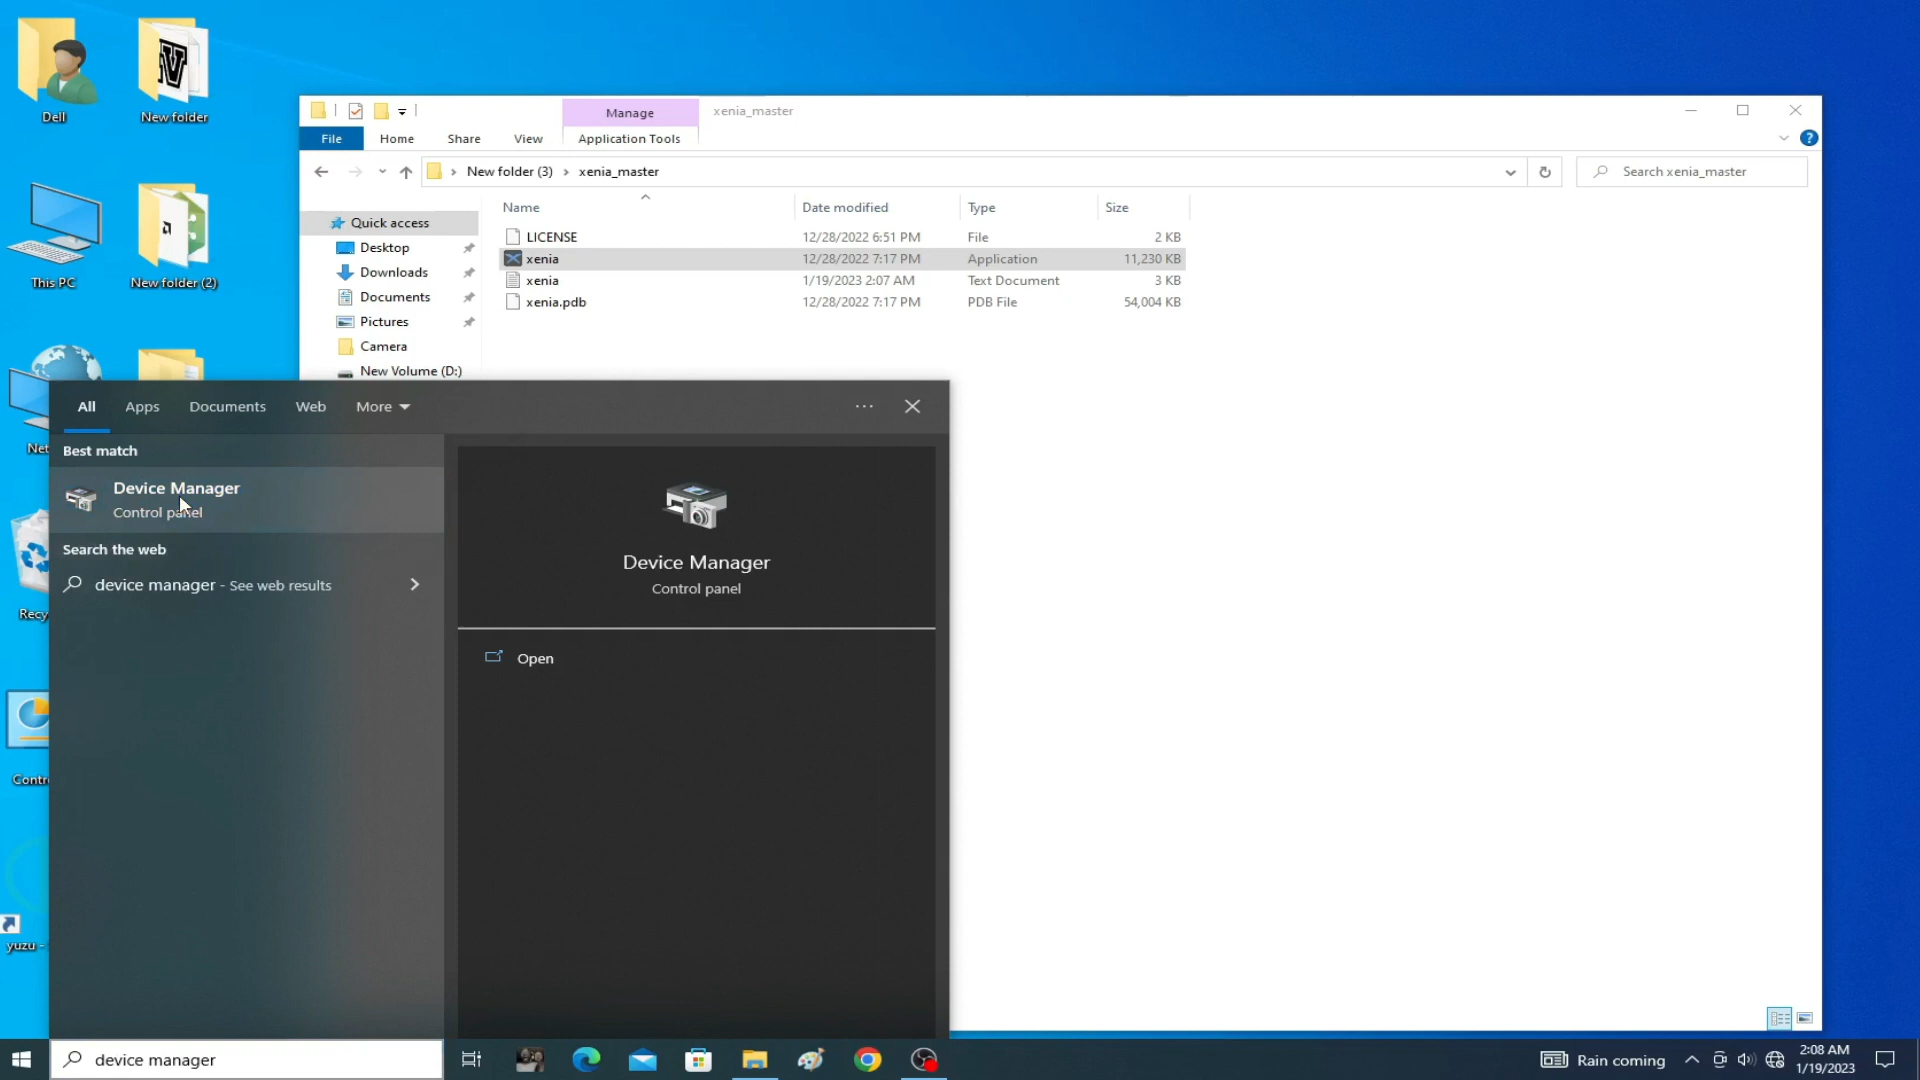 Dell
New folder
This PC
New folder (2)
Net
Recy
Contr
yuzu -
Manage
xenia_master
File
Home
Share
View
Application Tools
New folder (3)
xenia_master
Search xenia_master
Name
Date modified
Type
Size
Quick access
Desktop
Downloads
Documents
Pictures
Camera
New Volume (D:)
LICENSE 12/28/2022 6:51 PM File 2 KB
xenia 12/28/2022 7:17 PM Application 11,230 KB
xenia 1/19/2023 2:07 AM Text Document 3 KB
xenia.pdb 12/28/2022 7:17 PM PDB File 54,004 KB
All
Apps
Documents
Web
More
Best match
Device Manager
Control panel
Search the web
device manager - See web results
Device Manager
Control panel
Open
device manager
Rain coming
2:08 AM
1/19/2023